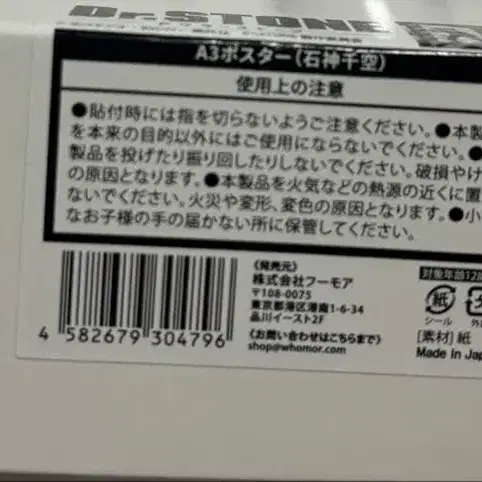 Dr.STONE
A3ポスター(石神千空)
使用上の注意
●貼付時には指を切らないようご注意ください。●本製
を本来の目的以外にはご使用にならないでください。●
製品を投げたり振り回したりしないでください。破損やけ
の原因となります。●本製品を火気などの熱源の近くに置
ないでください。火災や変形、変色の原因となります。●小
なお子様の手の届かない所に保管してください。
《発売元》
株式会社フーモア
〒108-0075
東京都港区港南1-6-34
品川イースト2F
《お問い合わせはこちらまで》
shop@whomor.com
4 582679 304796
対象年齢12
紙
シール
外
[素材]紙
Made In Jap